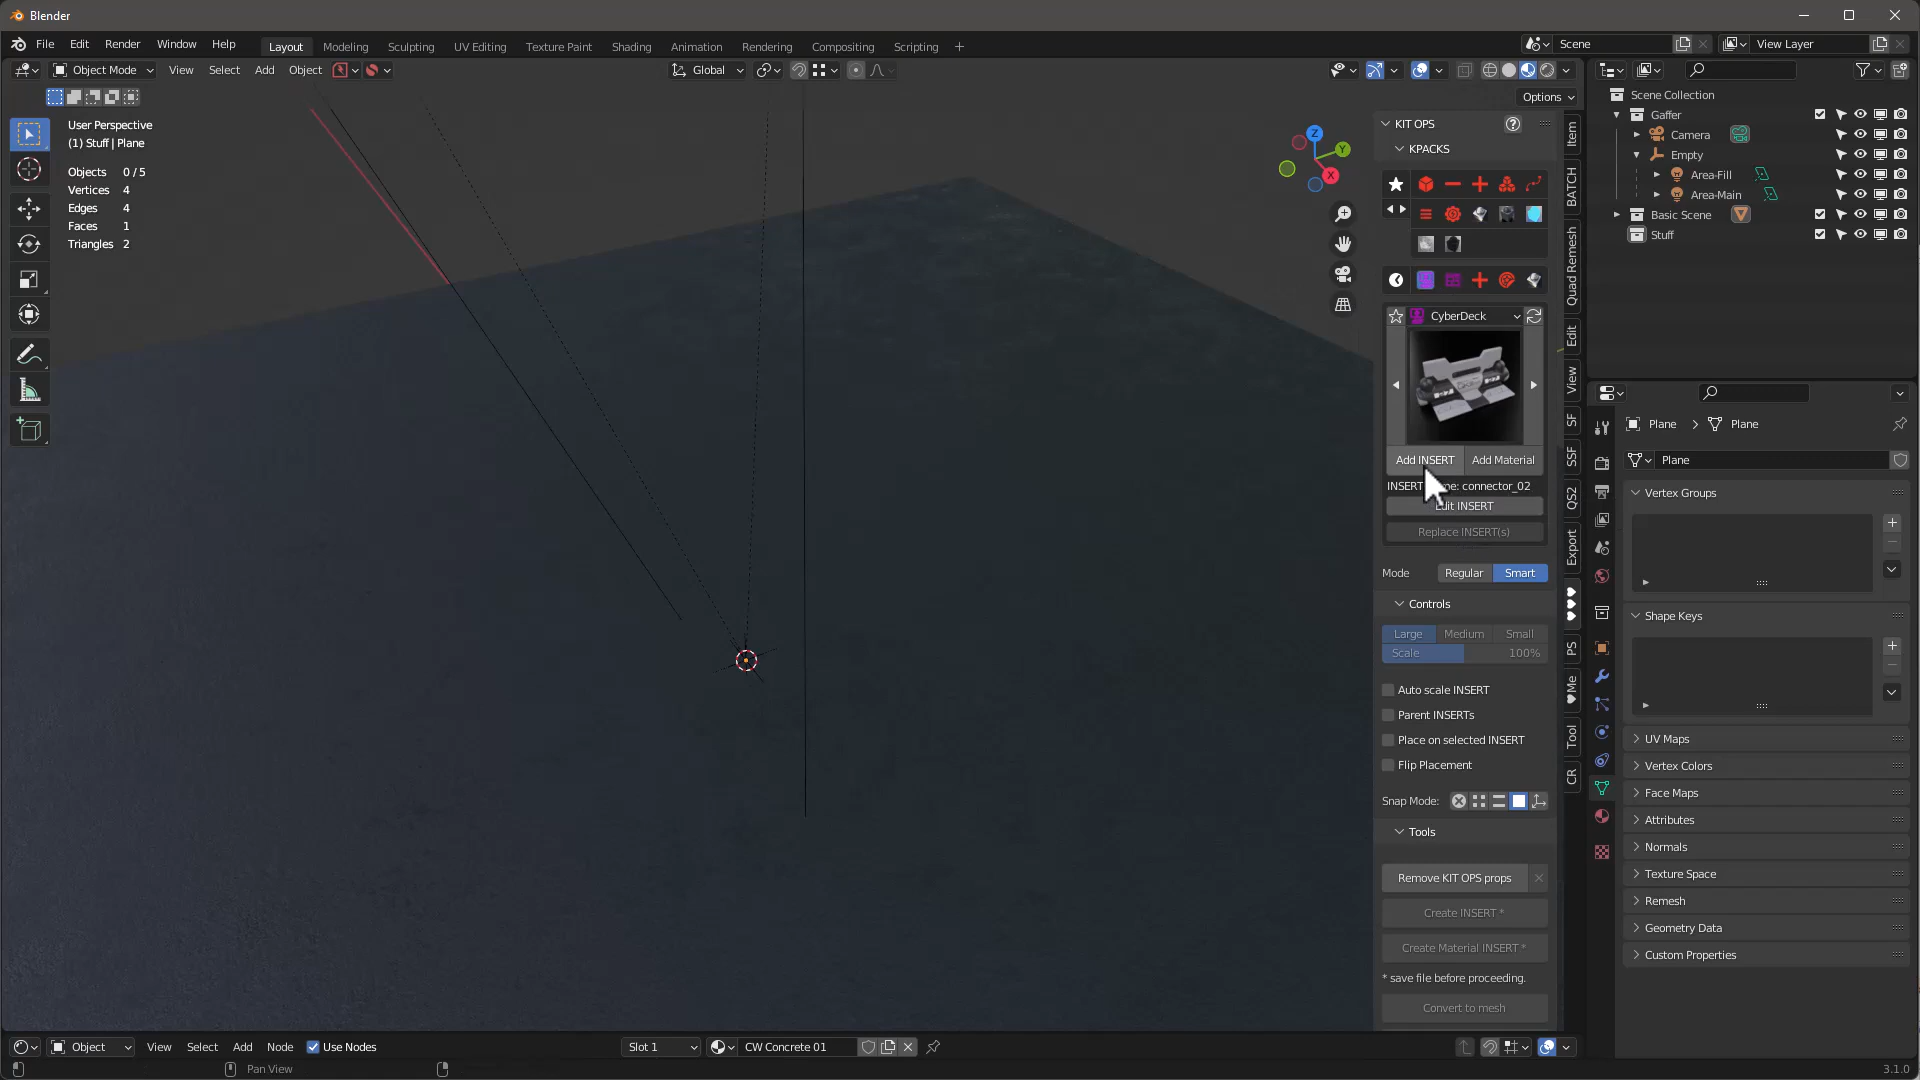 Blender
File Edit Render Window Help Layout Modeling Sculpting UV Editing Texture Paint Shading Animation Rendering Compositing Scripting + Scene View Layer
Object Mode View Select Add Object Global
Options
User Perspective
(1) Stuff | Plane
Objects 0/5
Vertices 4
Edges 4
Faces 1
Triangles 2
Z
Y
X
KIT OPS
KPACKS
CyberDeck
Add INSERT Add Material
INSERT connector_02
Edit INSERT
Replace INSERT(s)
Mode Regular Smart
Controls
Large Medium Small
Scale 100%
Auto scale INSERT
Parent INSERTs
Place on selected INSERT
Flip Placement
Snap Mode:
Tools
Remove KIT OPS props
Create INSERT *
Create Material INSERT *
* save file before proceeding.
Convert to mesh
Item
BATCH
Quad Remesh
Edit
View
SF
SSF
QS2
Export
PS
♥Me
Tool
CR
Scene Collection
Gaffer
Camera
Empty
Area-Fill
Area-Main
Basic Scene
Stuff
Plane > Plane
Plane
Vertex Groups
Shape Keys
UV Maps
Vertex Colors
Face Maps
Attributes
Normals
Texture Space
Remesh
Geometry Data
Custom Properties
Object View Select Add Node Use Nodes Slot 1 CW Concrete 01
Pan View
3.1.0